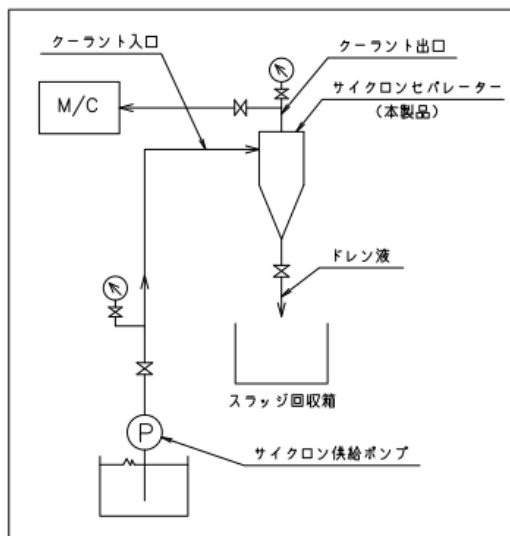 クーラント入口
クーラント出口
M/C
サイクロンセパレーター
（本製品）
ドレン液
スラッジ回収箱
P
サイクロン供給ポンプ